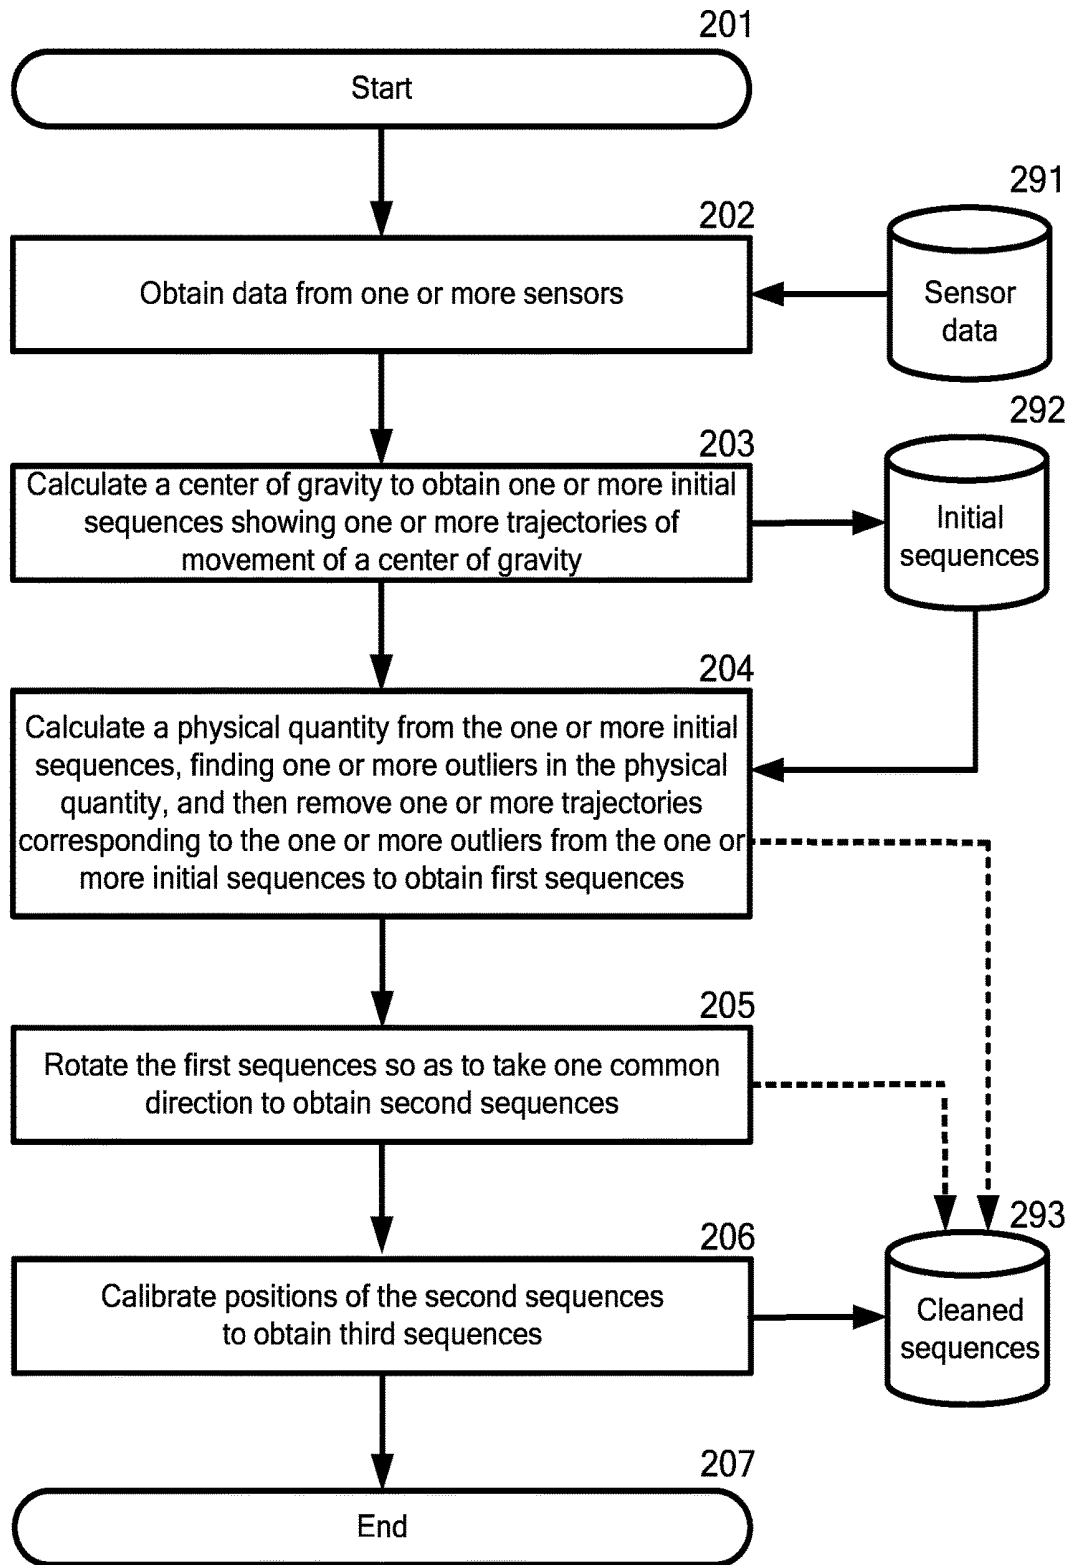 201
Start
202
Obtain data from one or more sensors
291
Sensor
data
203
Calculate a center of gravity to obtain one or more initial
sequences showing one or more trajectories of
movement of a center of gravity
292
Initial
sequences
204
Calculate a physical quantity from the one or more initial
sequences, finding one or more outliers in the physical
quantity, and then remove one or more trajectories
corresponding to the one or more outliers from the one or
more initial sequences to obtain first sequences
205
Rotate the first sequences so as to take one common
direction to obtain second sequences
206
Calibrate positions of the second sequences
to obtain third sequences
293
Cleaned
sequences
207
End